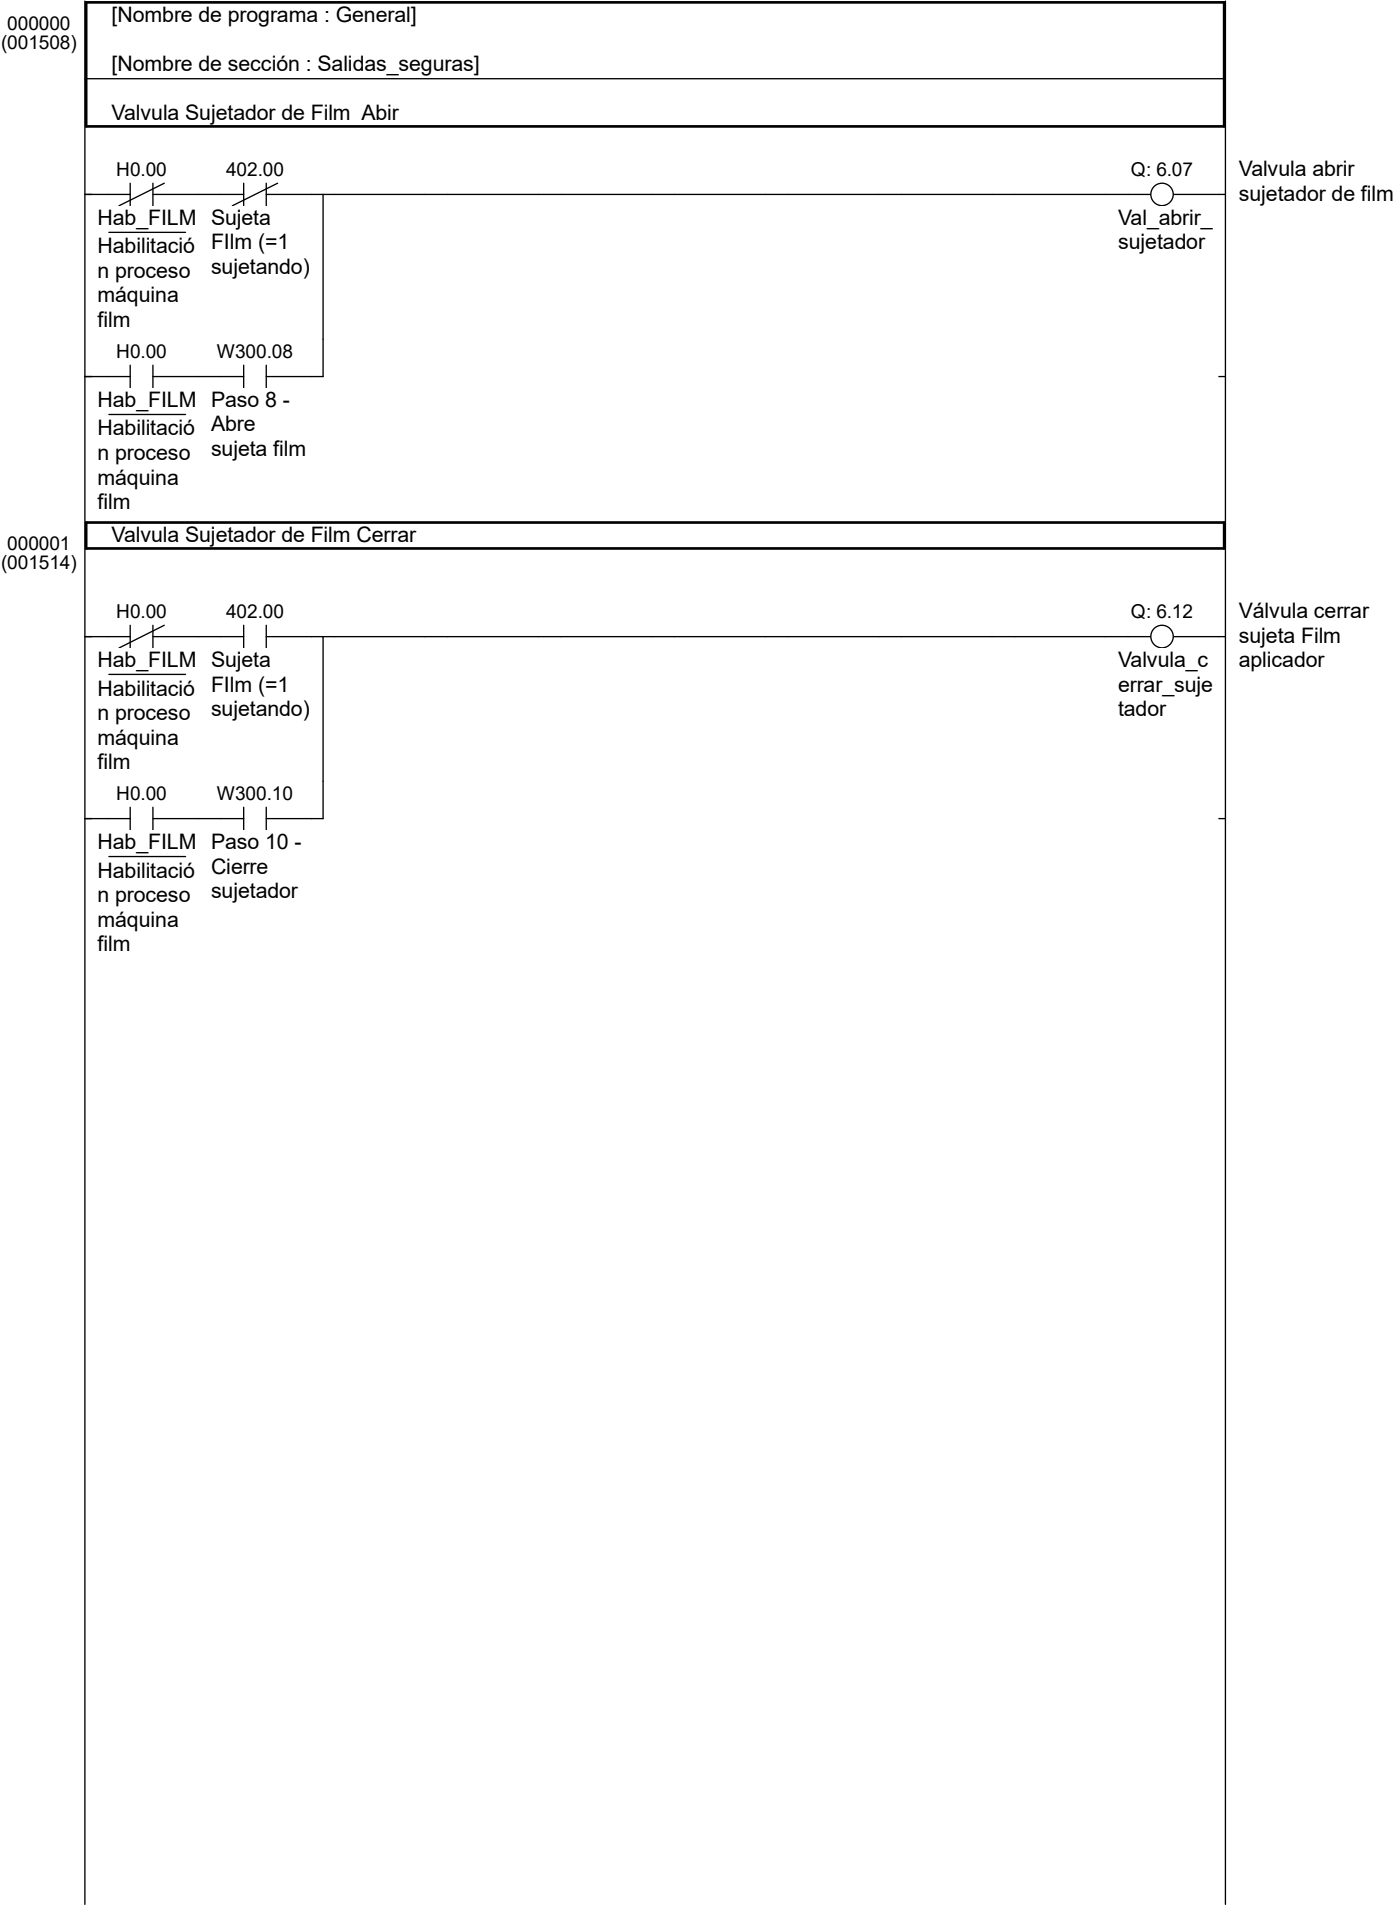 000000
(001508)
[Nombre de programa : General]
[Nombre de sección : Salidas_seguras]
Valvula Sujetador de Film  Abir
H0.00
402.00
Q: 6.07
Valvula abrir
sujetador de film
Hab_FILM
Habilitació
n proceso
máquina
film
Sujeta
FIlm (=1
sujetando)
Val_abrir_
sujetador
H0.00
W300.08
Hab_FILM
Habilitació
n proceso
máquina
film
Paso 8 -
Abre
sujeta film
000001
(001514)
Valvula Sujetador de Film Cerrar
H0.00
402.00
Q: 6.12
Válvula cerrar
sujeta Film
aplicador
Hab_FILM
Habilitació
n proceso
máquina
film
Sujeta
FIlm (=1
sujetando)
Valvula_c
errar_suje
tador
H0.00
W300.10
Hab_FILM
Habilitació
n proceso
máquina
film
Paso 10 -
Cierre
sujetador